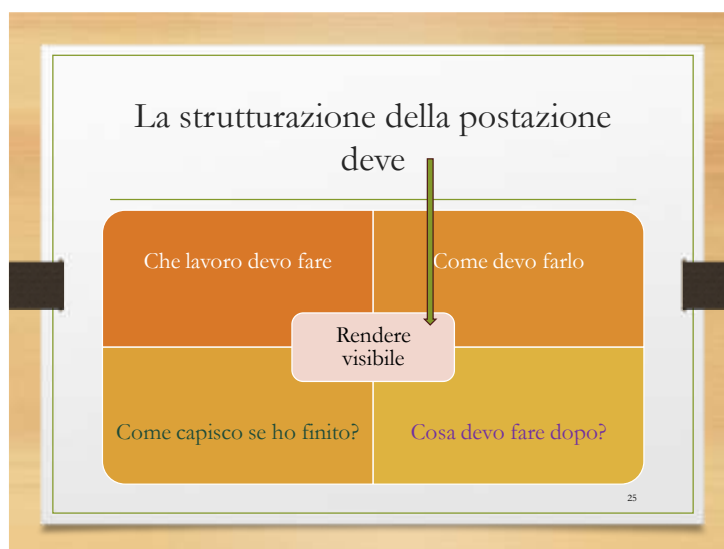 La strutturazione della postazione
deve
Che lavoro devo fare
Come devo farlo
Rendere
visibile
Come capisco se ho finito?
Cosa devo fare dopo?
25